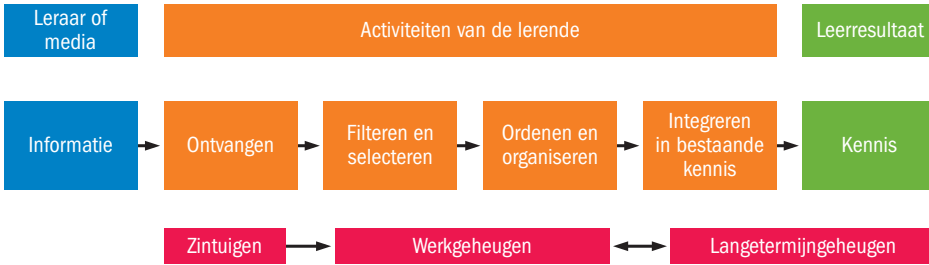 Leraar of
media
Activiteiten van de lerende
Leerresultaat
Informatie
Ontvangen
Filteren en
selecteren
Ordenen en
organiseren
Integreren
in bestaande
kennis
Kennis
Zintuigen
Werkgeheugen
Langetermijngeheugen